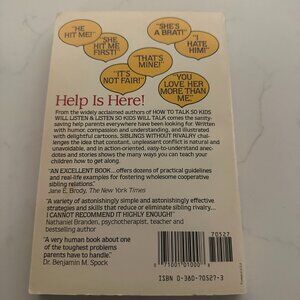 "HE
HIT ME!"
"SHE
HIT ME
FIRST!
"SHE'S
A BRAT!"
"I
HATE
HIM!"
"THAT'S
MINE!"
"IT'S
NOT FAIR!"
"YOU
LOVE HER
MORE THAN
ME."
Help Is Here!
From the widely acclaimed authors of HOW TO TALK SO KIDS
WILL LISTEN & LISTEN SO KIDS WILL TALK comes the sanity-
saving help parents everywhere have been looking for. Written
with humor, compassion and understanding, and illustrated
with delightful cartoons, SIBLINGS WITHOUT RIVALRY chal-
lenges the idea that constant, unpleasant conflict is natural and
unavoidable, and in action-oriented, easy-to-understand anec-
dotes and stories shows the many ways you can teach your
children how to get along.
"AN EXCELLENT BOOK...offers dozens of practical guidelines
and real-life examples for fostering wholesome cooperative
sibling relations."
Jane E. Brody, The New York Times
"A variety of astonishingly simple and astonishingly effective
strategies and skills that reduce or eliminate sibling rivalry...
I CANNOT RECOMMEND IT HIGHLY ENOUGH!"
Nathaniel Branden, psychotherapist, teacher and
bestselling author
"A very human book about one
of the toughest problems
parents have to handle."
Dr. Benjamin M. Spock
70527
71001 01000
ISBN 0-380-70527-3